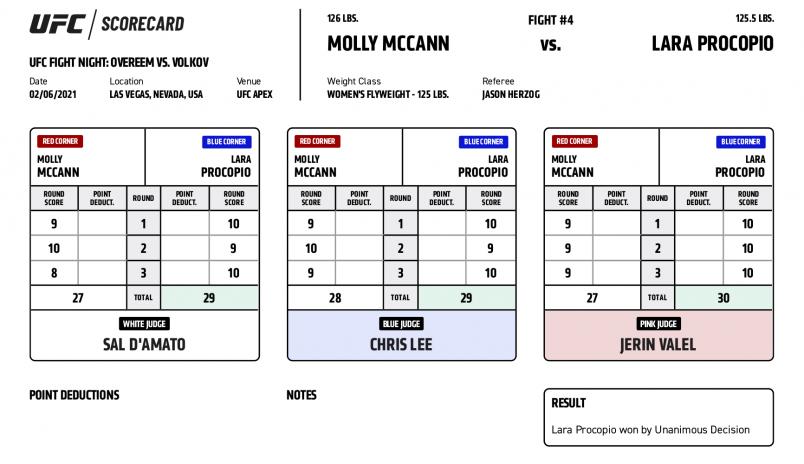 UFC SCORECARD
UFC FIGHT NIGHT: OVEREEM VS. VOLKOV
Date Location Venue
02/06/2021 LAS VEGAS, NEVADA, USA UFC APEX
126 LBS. FIGHT #4 125.5 LBS.
MOLLY MCCANN VS. LARA PROCOPIO
Weight Class Referee
WOMEN'S FLYWEIGHT - 125 LBS. JASON HERZOG
RED CORNER BLUE CORNER
MOLLY MCCANN LARA PROCOPIO
ROUND SCORE POINT DEDUCT. ROUND POINT DEDUCT. ROUND SCORE
9 1 10
10 2 9
8 3 10
27 TOTAL 29
WHITE JUDGE
SAL D'AMATO
RED CORNER BLUE CORNER
MOLLY MCCANN LARA PROCOPIO
ROUND SCORE POINT DEDUCT. ROUND POINT DEDUCT. ROUND SCORE
9 1 10
10 2 9
9 3 10
28 TOTAL 29
BLUE JUDGE
CHRIS LEE
RED CORNER BLUE CORNER
MOLLY MCCANN LARA PROCOPIO
ROUND SCORE POINT DEDUCT. ROUND POINT DEDUCT. ROUND SCORE
9 1 10
9 2 10
9 3 10
27 TOTAL 30
PINK JUDGE
JERIN VALEL
POINT DEDUCTIONS
NOTES
RESULT
Lara Procopio won by Unanimous Decision